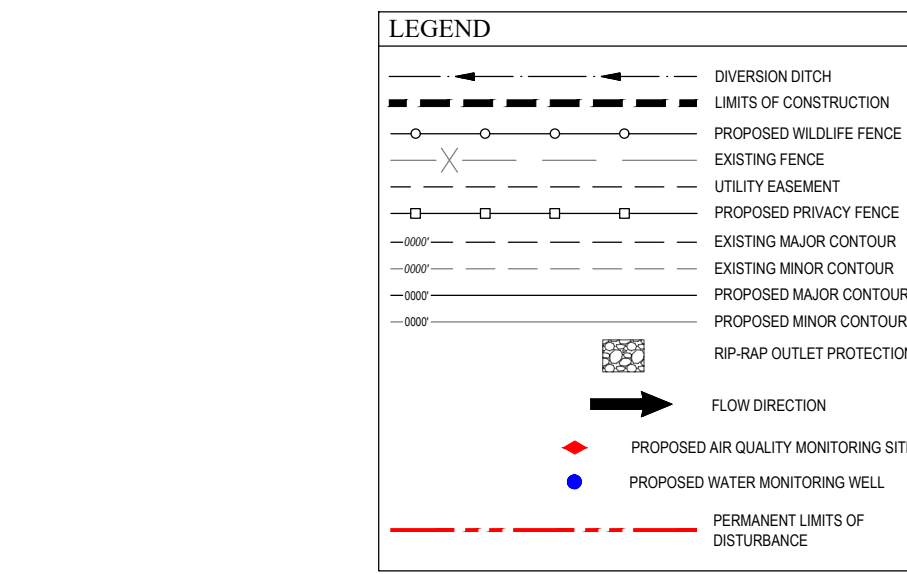 LEGEND
DIVERSION DITCH
LIMITS OF CONSTRUCTION
PROPOSED WILDLIFE FENCE
EXISTING FENCE
UTILITY EASEMENT
PROPOSED PRIVACY FENCE
0000' EXISTING MAJOR CONTOUR
0000' EXISTING MINOR CONTOUR
0000' PROPOSED MAJOR CONTOUR
0000' PROPOSED MINOR CONTOUR
RIP-RAP OUTLET PROTECTION
FLOW DIRECTION
PROPOSED AIR QUALITY MONITORING SITE
PROPOSED WATER MONITORING WELL
PERMANENT LIMITS OF
DISTURBANCE